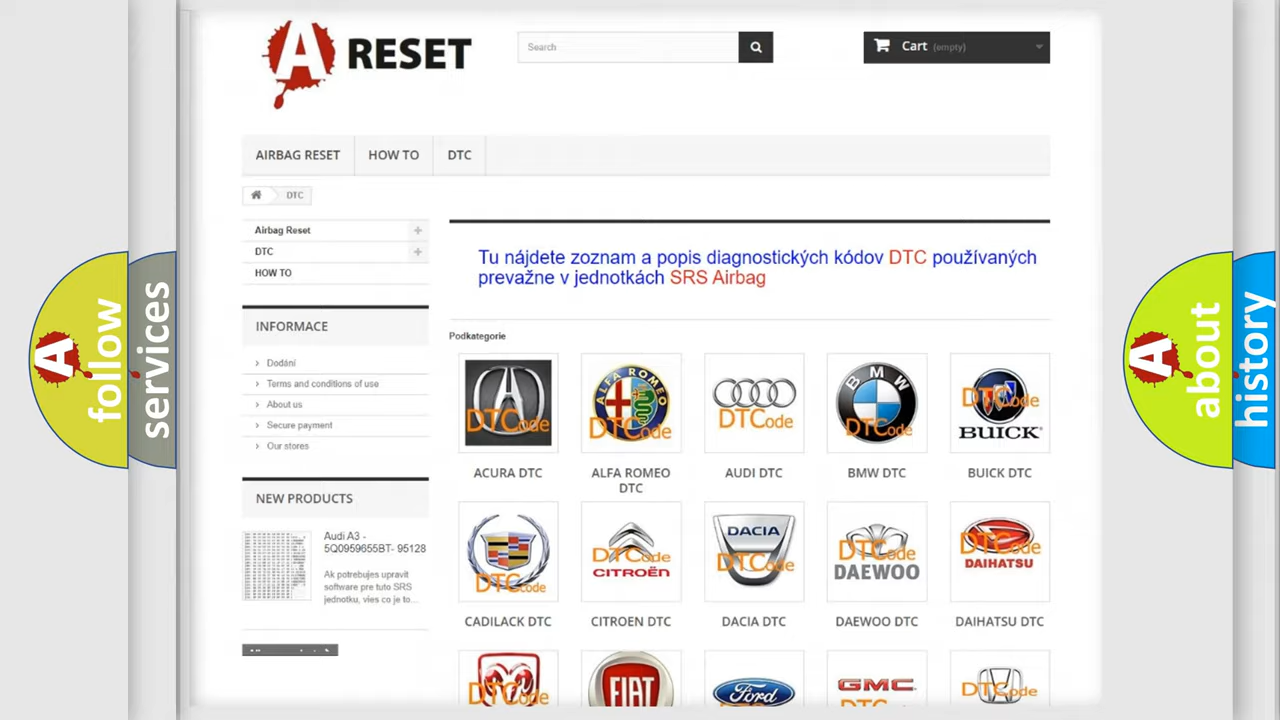 A RESET
Search
Cart (empty)
AIRBAG RESET
HOW TO
DTC
DTC
Airbag Reset
DTC
HOW TO
INFORMACE
Dodání
Terms and conditions of use
About us
Secure payment
Our stores
NEW PRODUCTS
Audi A3 -
5Q0959655BT- 95128
Ak potrebujes upravit
software pre tuto SRS
jednotku, vies co je to...
Tu nájdete zoznam a popis diagnostických kódov DTC používaných
prevažne v jednotkách SRS Airbag
Podkategorie
DTCode
ALFA ROMEO
DTCode
DTCode
BMW
DTCode
DTCode
BUICK
ACURA DTC
ALFA ROMEO
DTC
AUDI DTC
BMW DTC
BUICK DTC
DTCode
DTCode
CITROËN
DACIA
DTCode
DTCode
DAEWOO
DTCode
DAIHATSU
CADILACK DTC
CITROEN DTC
DACIA DTC
DAEWOO DTC
DAIHATSU DTC
DTCode
FIAT
Ford
GMC
DTCode
A follow
services
A about
history